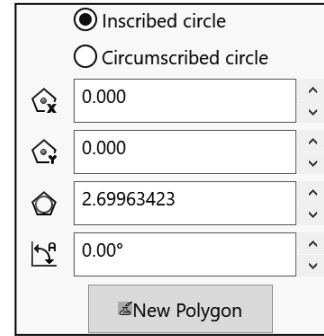 Inscribed circle
Circumscribed circle
X 0.000
Y 0.000
2.69963423
A 0.00°
New Polygon